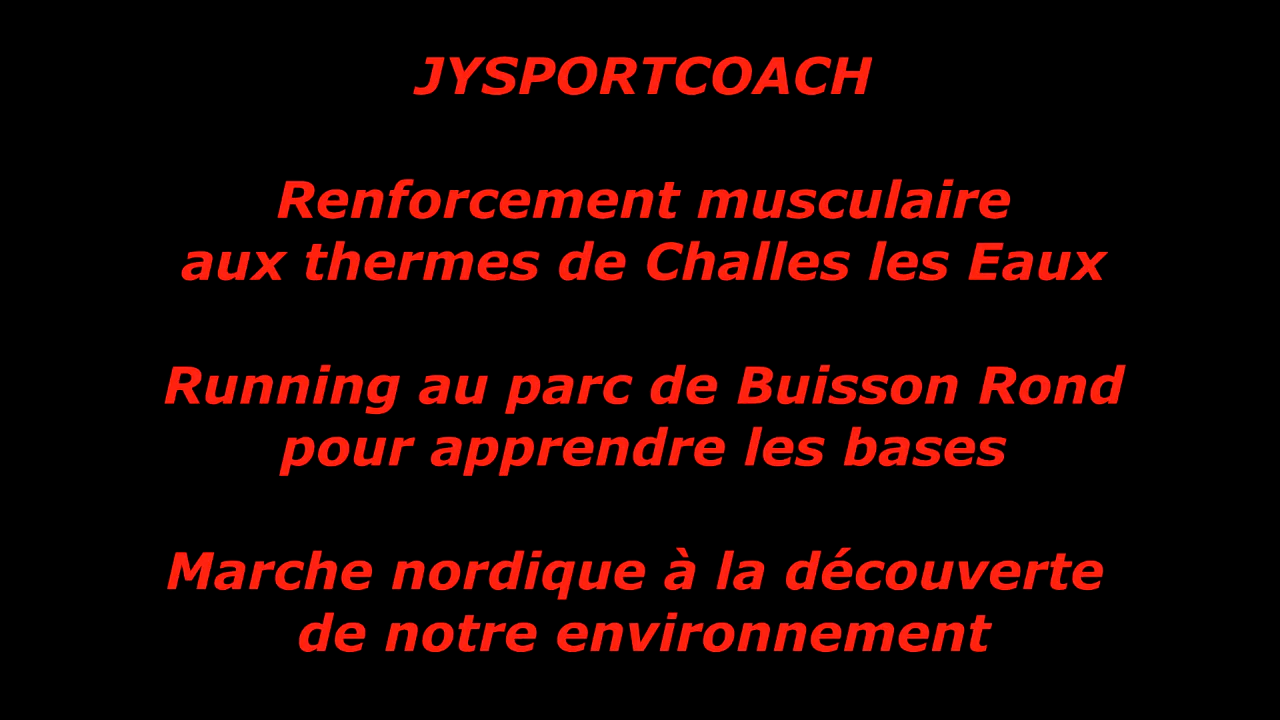 JYSPORTCOACH
Renforcement musculaire
aux thermes de Challes les Eaux
Running au parc de Buisson Rond
pour apprendre les bases
Marche nordique à la découverte
de notre environnement